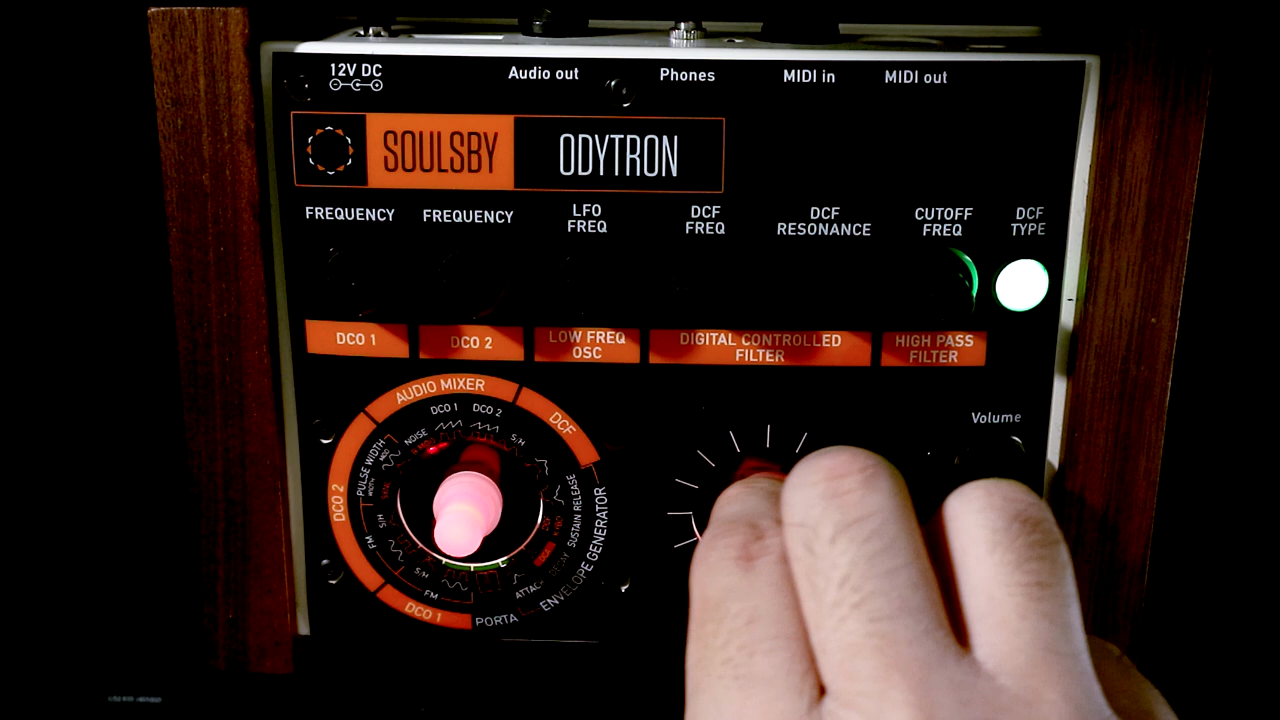 12V DC
Audio out
Phones
MIDI in
MIDI out
SOULSBY
ODYTRON
FREQUENCY
FREQUENCY
LFO
FREQ
DCF
FREQ
DCF
RESONANCE
CUTOFF
FREQ
DCF
TYPE
DCO 1
DCO 2
LOW FREQ
OSC
DIGITAL CONTROLLED
FILTER
HIGH PASS
FILTER
AUDIO MIXER
DCO 1
DCO 2
NOISE
S/H
DCF
Volume
PULSE WIDTH
MOD
WIDTH
DCO 2
S/H
FM
S/H
FM
DCO 1
PORTA
ATTACK
DECAY
SUSTAIN
RELEASE
ENVELOPE GENERATOR